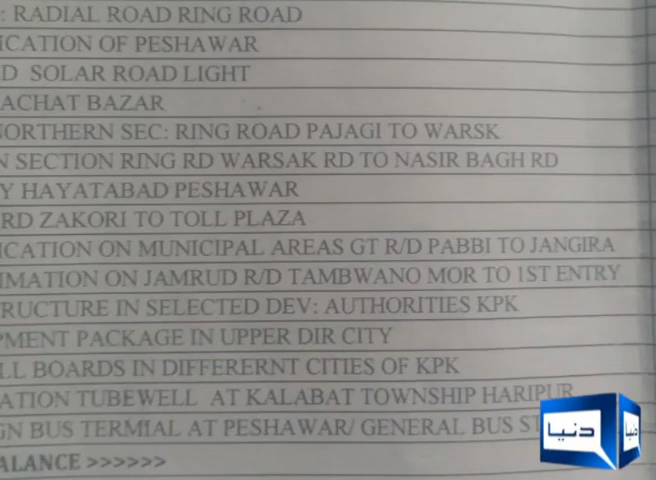 : RADIAL ROAD RING ROAD
ICATION OF PESHAWAR
D SOLAR ROAD LIGHT
ACHAT BAZAR
NORTHERN SEC: RING ROAD PAJAGI TO WARSK
N SECTION RING RD WARSAK RD TO NASIR BAGH RD
Y HAYATABAD PESHAWAR
RD ZAKORI TO TOLL PLAZA
ICATION ON MUNICIPAL AREAS GT R/D PABBI TO JANGIRA
IMATION ON JAMRUD R/D TAMBWANO MOR TO 1ST ENTRY
RUCTURE IN SELECTED DEV: AUTHORITIES KPK
PMENT PACKAGE IN UPPER DIR CITY
LL BOARDS IN DIFFERERNT CITIES OF KPK
ATION TUBEWELL AT KALABAT TOWNSHIP HARIPUR
GN BUS TERMIAL AT PESHAWAR/ GENERAL BUS ST
ALANCE >>>>>>
دنیا